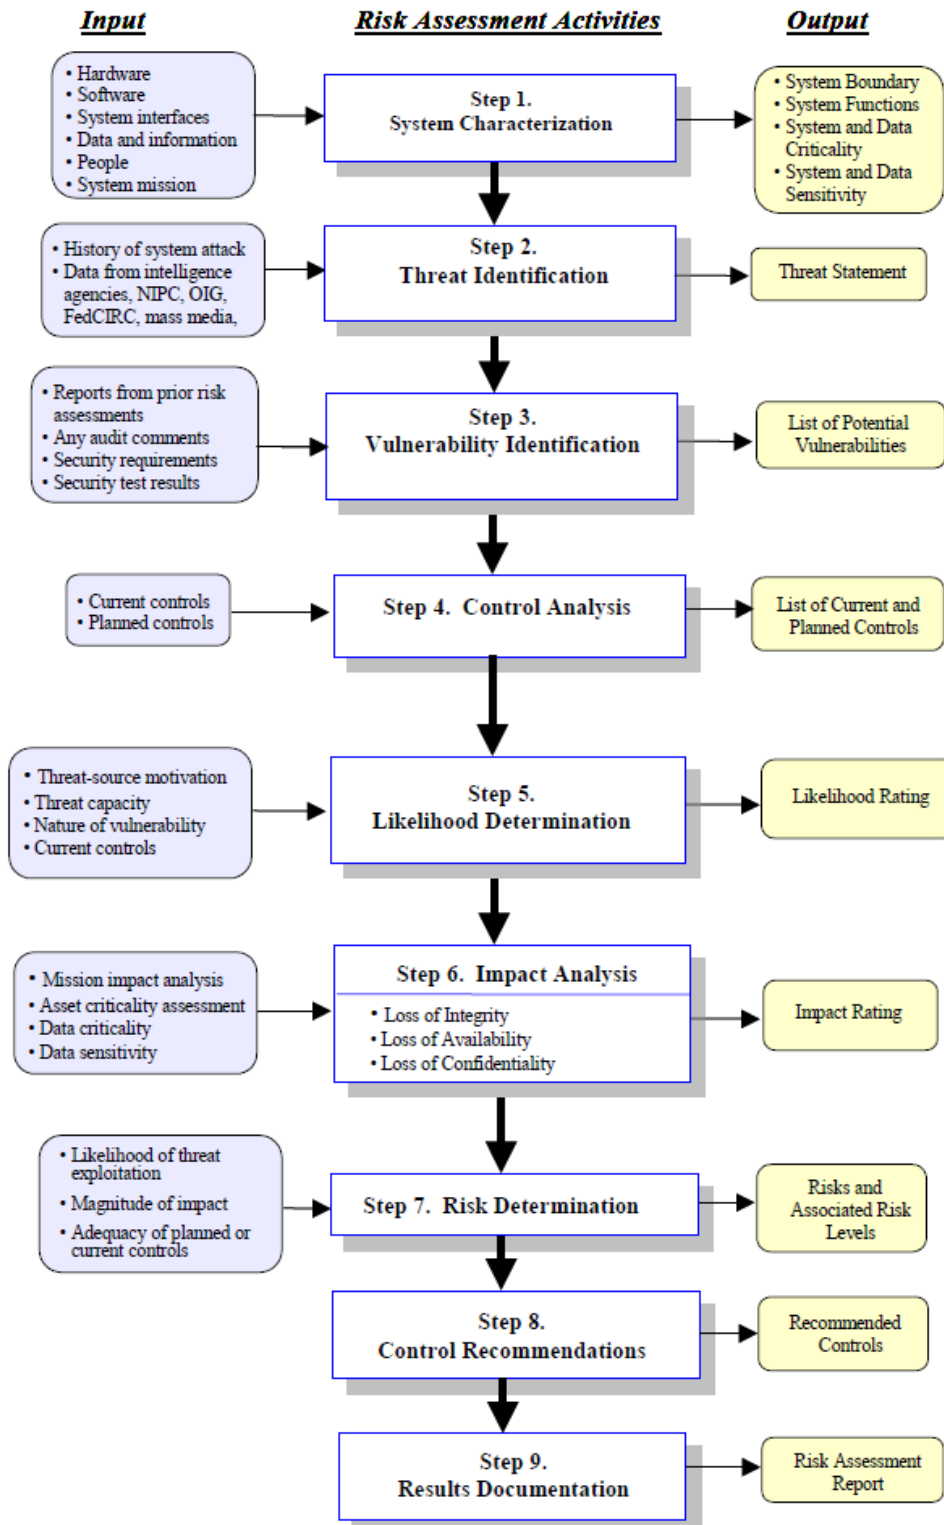 Input
Risk Assessment Activities
Output
• Hardware
• Software
• System interfaces
• Data and information
• People
• System mission
Step 1.
System Characterization
• System Boundary
• System Functions
• System and Data
Criticality
• System and Data
Sensitivity
• History of system attack
• Data from intelligence
agencies, NIPC, OIG,
FedCIRC, mass media,
Step 2.
Threat Identification
Threat Statement
• Reports from prior risk
assessments
• Any audit comments
• Security requirements
• Security test results
Step 3.
Vulnerability Identification
List of Potential
Vulnerabilities
• Current controls
• Planned controls
Step 4. Control Analysis
List of Current and
Planned Controls
• Threat-source motivation
• Threat capacity
• Nature of vulnerability
• Current controls
Step 5.
Likelihood Determination
Likelihood Rating
• Mission impact analysis
• Asset criticality assessment
• Data criticality
• Data sensitivity
Step 6. Impact Analysis
• Loss of Integrity
• Loss of Availability
• Loss of Confidentiality
Impact Rating
• Likelihood of threat
exploitation
• Magnitude of impact
• Adequacy of planned or
current controls
Step 7. Risk Determination
Risks and
Associated Risk
Levels
Step 8.
Control Recommendations
Recommended
Controls
Step 9.
Results Documentation
Risk Assessment
Report